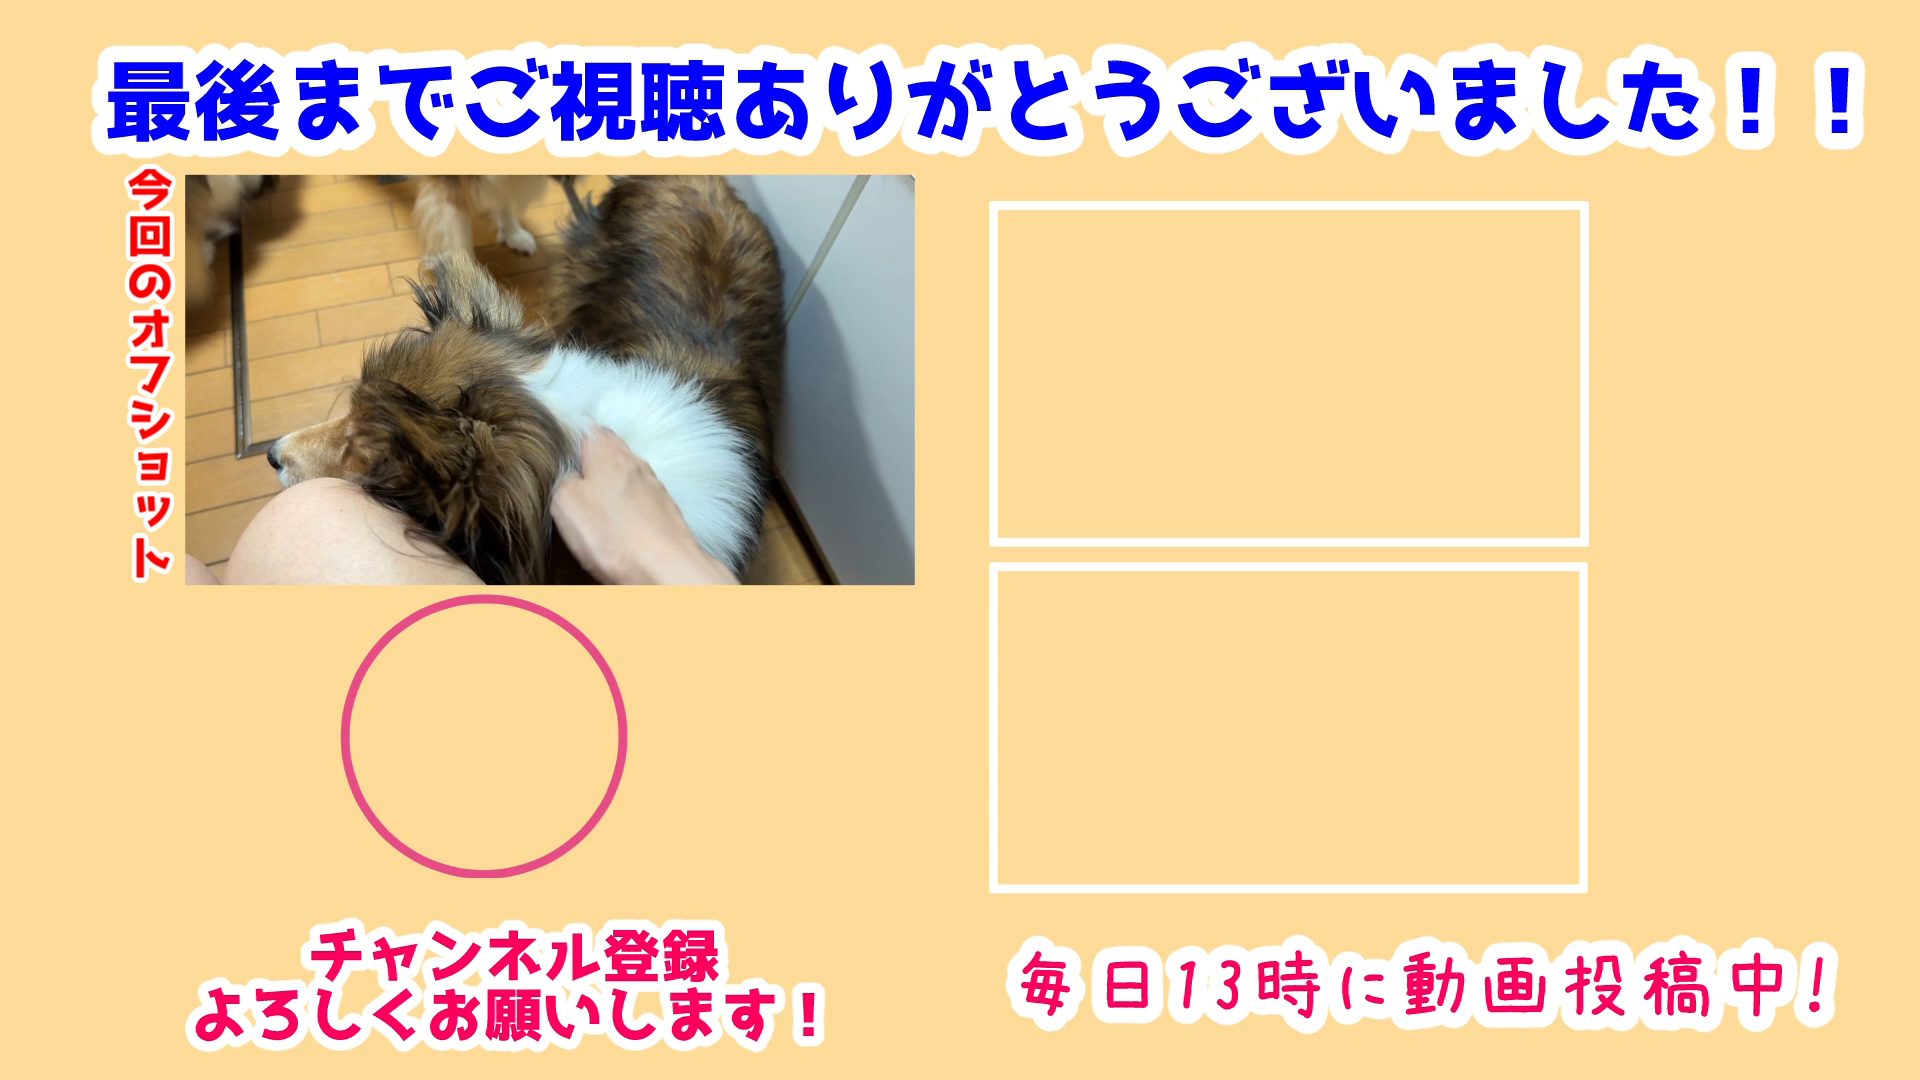 最後までご視聴ありがとうございました！！
今回のオフショット
チャンネル登録
よろしくお願いします！
毎日13時に動画投稿中！